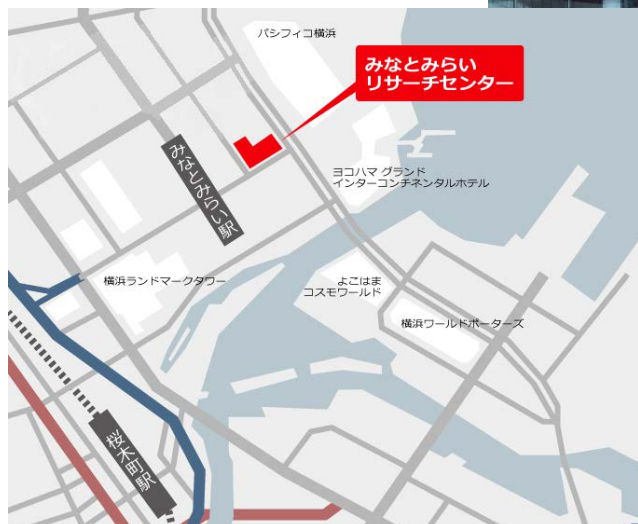 パシフィコ横浜
みなとみらい
リサーチセンター
みなとみらい駅
ヨコハマ グランド
インターコンチネンタルホテル
横浜ランドマークタワー
よこはま
コスモワールド
横浜ワールドポーターズ
桜木町駅